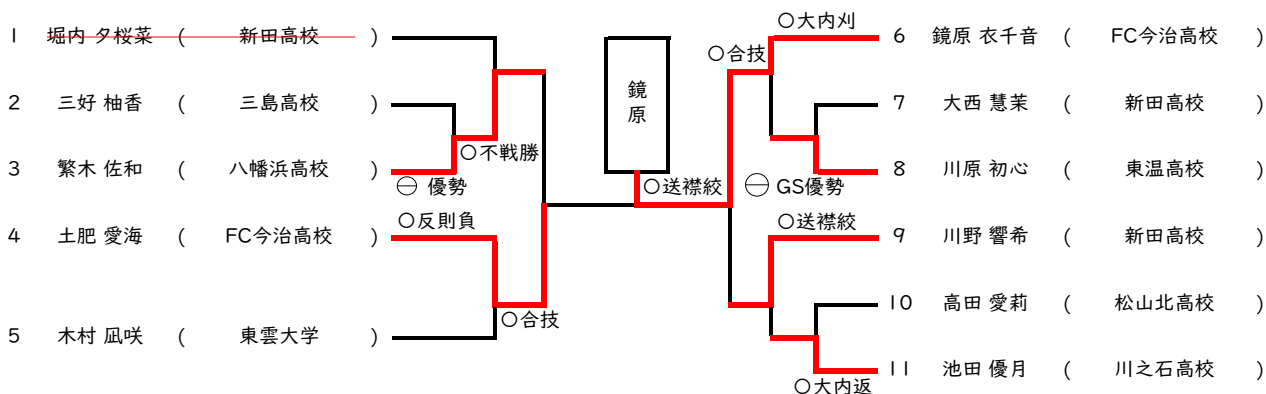 1 堀内 夕桜菜 ( 新田高校 )
2 三好 柚香 ( 三島高校 )
3 繁木 佐和 ( 八幡浜高校 )
4 土肥 愛海 ( FC今治高校 )
5 木村 凪咲 ( 東雲大学 )
○不戦勝
㊀ 優勢
○反則負
○合技
鏡原
○送襟絞
○大内刈
○合技
㊀ GS優勢
○送襟絞
○大内返
6 鏡原 衣千音 ( FC今治高校 )
7 大西 慧茉 ( 新田高校 )
8 川原 初心 ( 東温高校 )
9 川野 響希 ( 新田高校 )
10 高田 愛莉 ( 松山北高校 )
11 池田 優月 ( 川之石高校 )